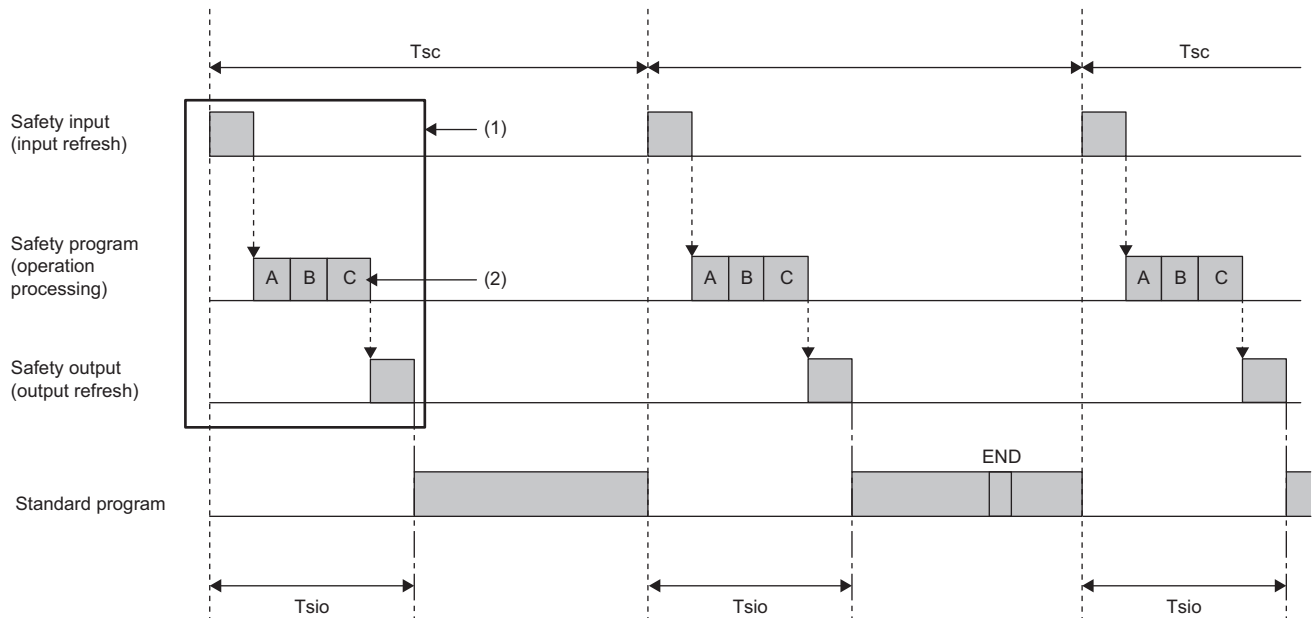 Tsc
Tsc
Safety input
(input refresh)
(1)
Safety program
(operation
processing)
A B C
(2)
A B C
A B C
Safety output
(output refresh)
END
Standard program
Tsio
Tsio
Tsio